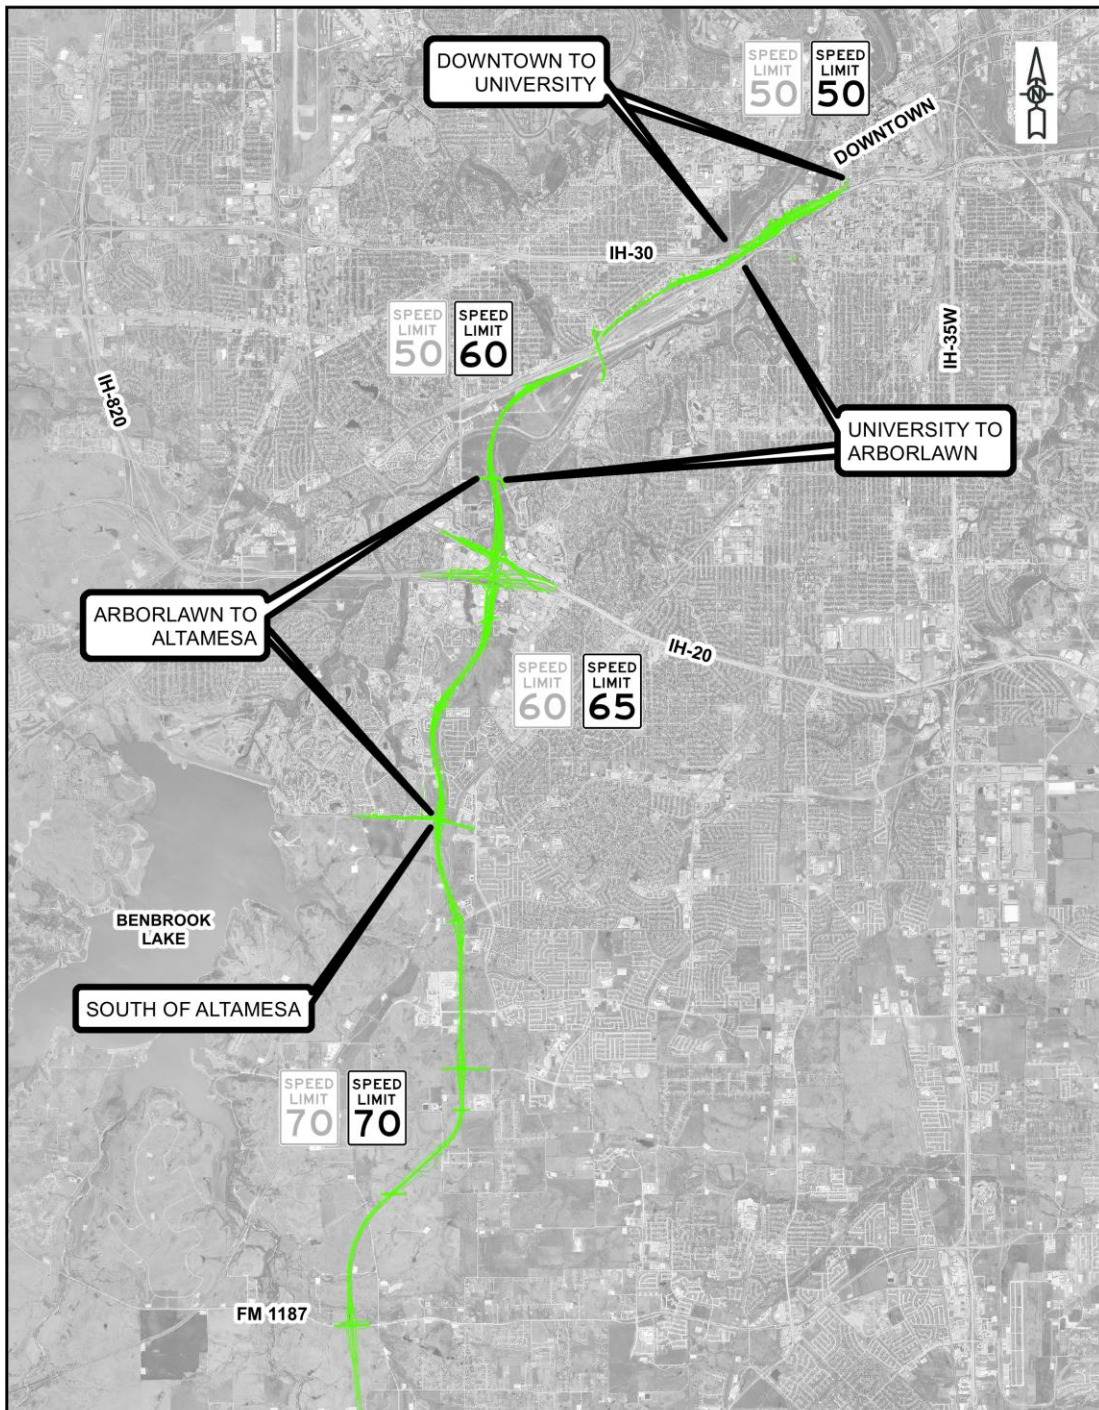 DOWNTOWN TO
UNIVERSITY
SPEED
LIMIT
50
SPEED
LIMIT
50
N
DOWNTOWN
IH-30
SPEED
LIMIT
50
SPEED
LIMIT
60
IH-35W
IH-820
UNIVERSITY TO
ARBORLAWN
ARBORLAWN TO
ALTAMESA
IH-20
SPEED
LIMIT
60
SPEED
LIMIT
65
BENBROOK
LAKE
SOUTH OF ALTAMESA
SPEED
LIMIT
70
SPEED
LIMIT
70
FM 1187